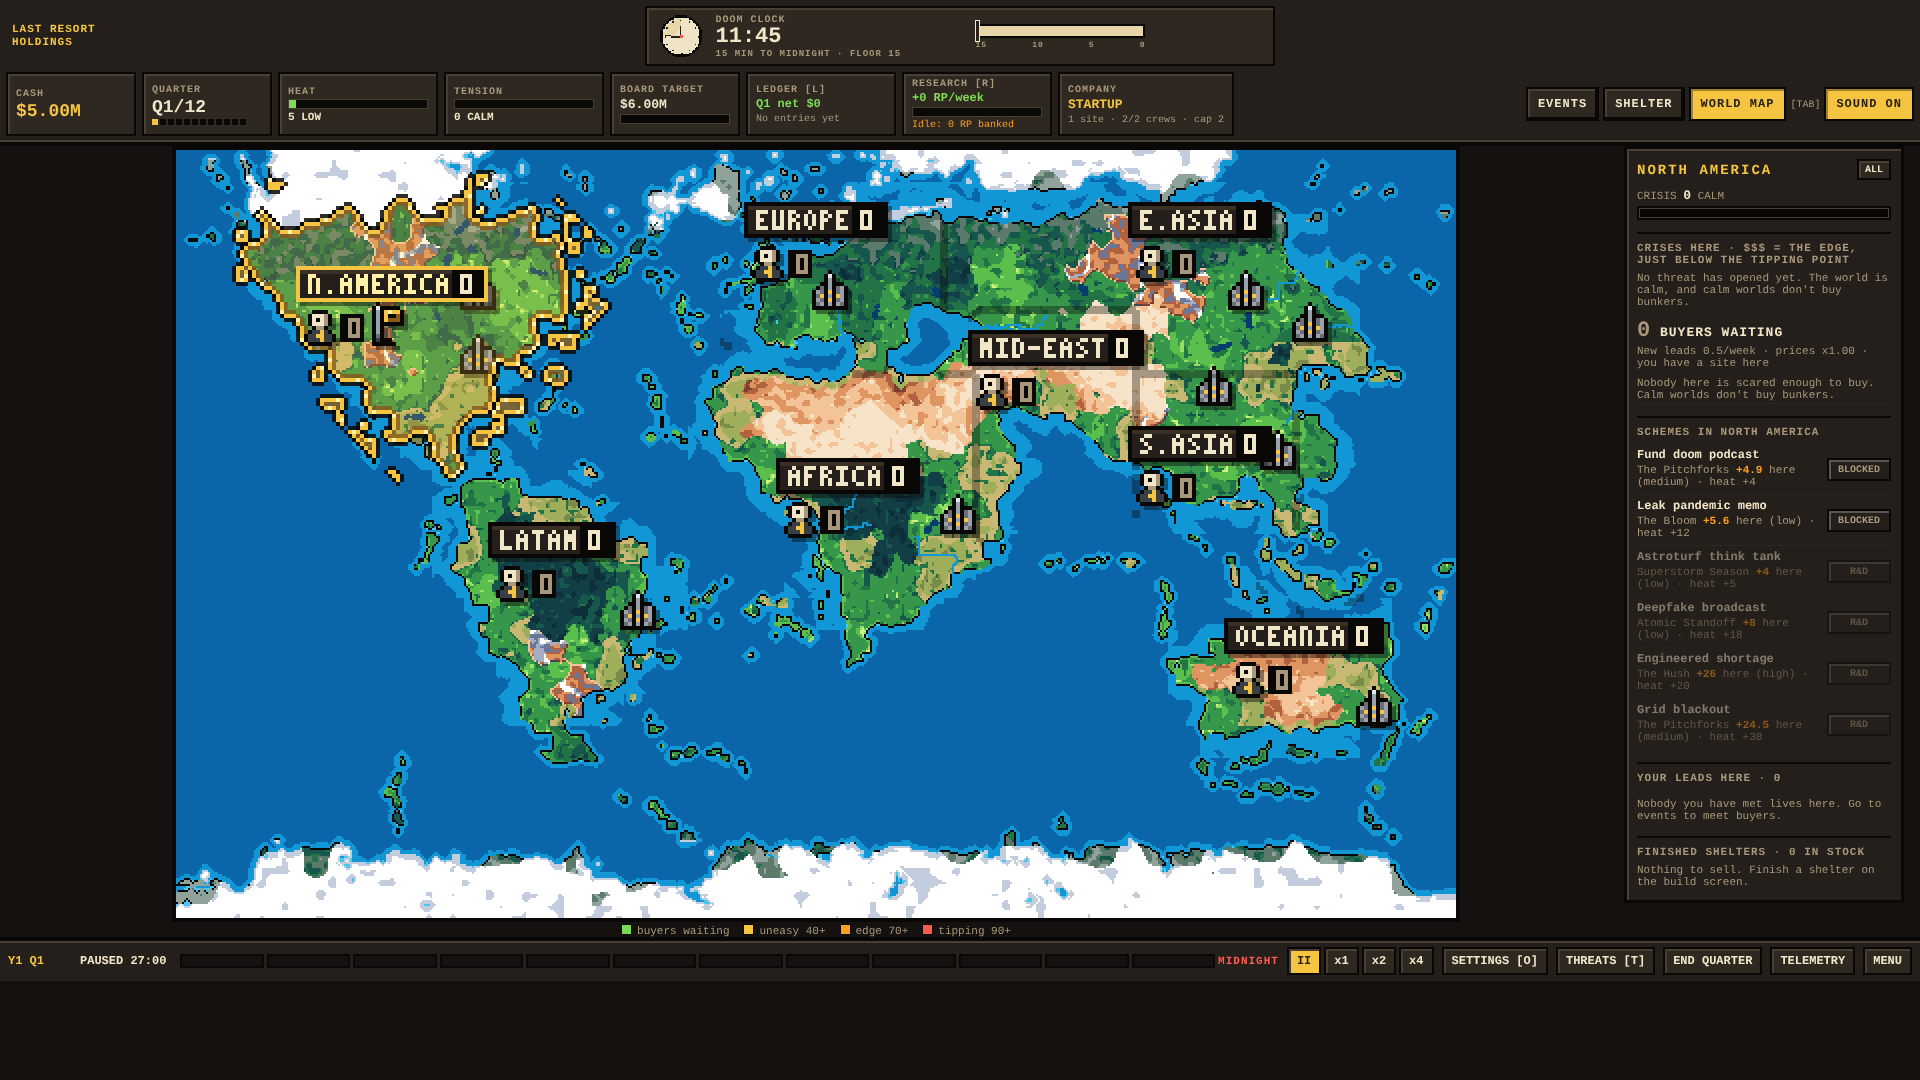 LAST RESORT
HOLDINGS
DOOM CLOCK
11:45
15 MIN TO MIDNIGHT · FLOOR 15
15 10 5 0
CASH
$5.00M
QUARTER
Q1/12
HEAT
5 LOW
TENSION
0 CALM
BOARD TARGET
$6.00M
LEDGER [L]
Q1 net $0
No entries yet
RESEARCH [R]
+0 RP/week
Idle: 0 RP banked
COMPANY
STARTUP
1 site · 2/2 crews · cap 2
EVENTS
SHELTER
WORLD MAP
[TAB]
SOUND ON
EUROPE 0
0
E.ASIA 0
0
N.AMERICA 0
0
MID-EAST 0
0
S.ASIA 0
0
AFRICA 0
0
LATAM 0
0
OCEANIA 0
0
buyers waiting uneasy 40+ edge 70+ tipping 90+
NORTH AMERICA
ALL
CRISIS 0 CALM
CRISES HERE · $$$ = THE EDGE,
JUST BELOW THE TIPPING POINT
No threat has opened yet. The world is
calm, and calm worlds don't buy
bunkers.
0 BUYERS WAITING
New leads 0.5/week · prices x1.00 ·
you have a site here
Nobody here is scared enough to buy.
Calm worlds don't buy bunkers.
SCHEMES IN NORTH AMERICA
Fund doom podcast
The Pitchforks +4.9 here
(medium) · heat +4
BLOCKED
Leak pandemic memo
The Bloom +5.6 here (low) ·
heat +12
BLOCKED
Astroturf think tank
Superstorm Season +4 here
(low) · heat +5
R&D
Deepfake broadcast
Atomic Standoff +8 here
(low) · heat +18
R&D
Engineered shortage
The Hush +26 here (high) ·
heat +20
R&D
Grid blackout
The Pitchforks +24.5 here
(medium) · heat +30
R&D
YOUR LEADS HERE · 0
Nobody you have met lives here. Go to
events to meet buyers.
FINISHED SHELTERS · 0 IN STOCK
Nothing to sell. Finish a shelter on
the build screen.
Y1 Q1
PAUSED 27:00
MIDNIGHT
II
x1
x2
x4
SETTINGS [O]
THREATS [T]
END QUARTER
TELEMETRY
MENU